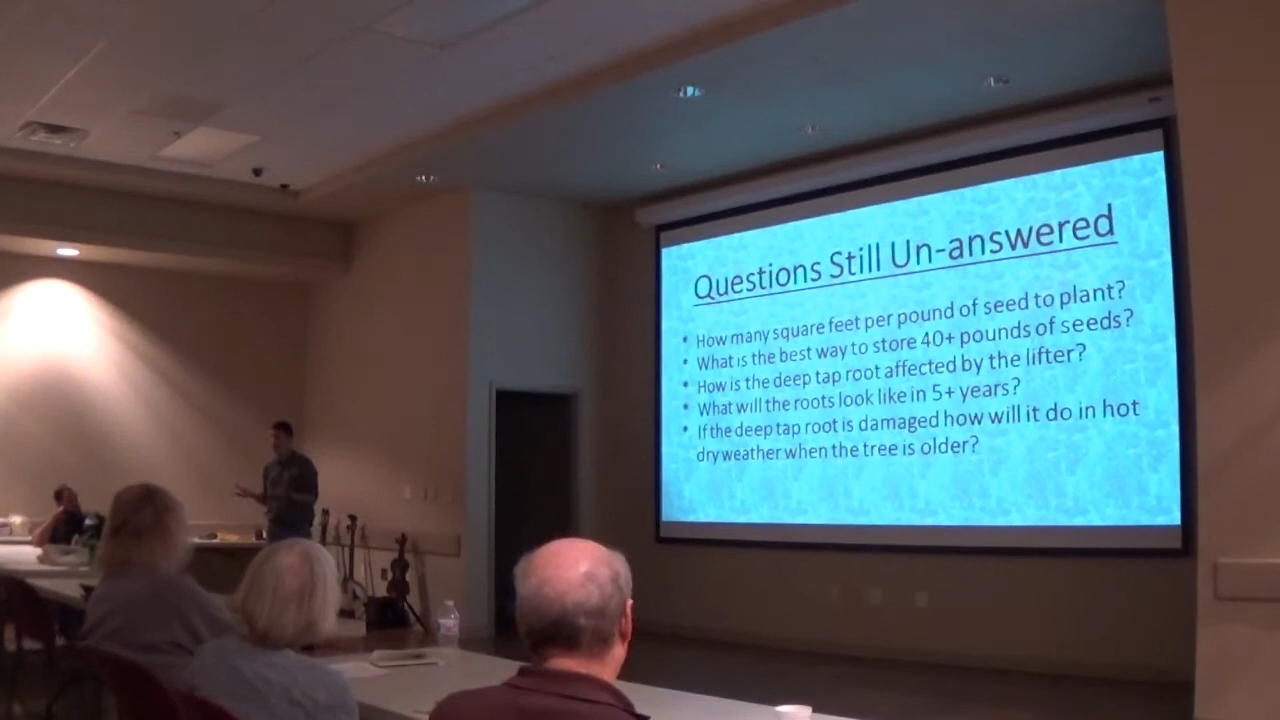 Questions Still Un-answered
• How many square feet per pound of seed to plant?
• What is the best way to store 40+ pounds of seeds?
• How is the deep tap root affected by the lifter?
• What will the roots look like in 5+ years?
• If the deep tap root is damaged how will it do in hot
dry weather when the tree is older?